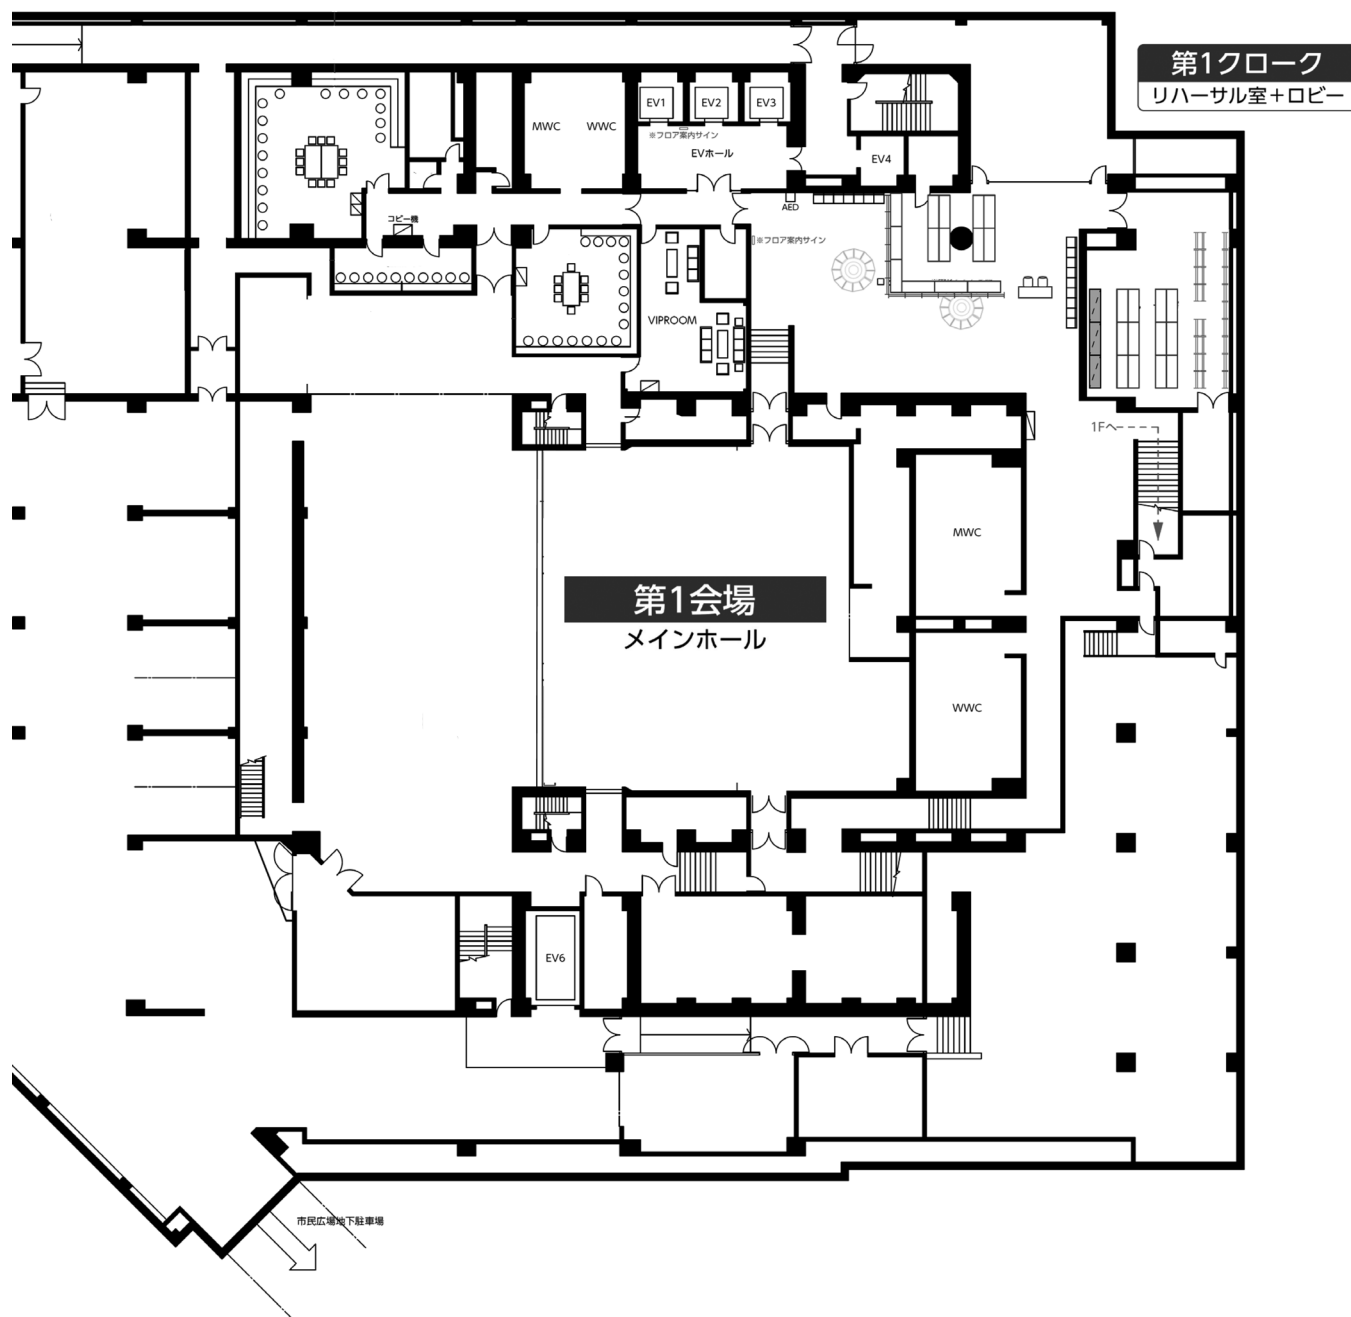 第1クローク
リハーサル室＋ロビー
EV1
EV2
EV3
MWC
WWC
※フロア案内サイン
EVホール
EV4
AED
コピー機
※フロア案内サイン
VIPROOM
1Fへ
MWC
第1会場
メインホール
WWC
EV6
市民広場地下駐車場